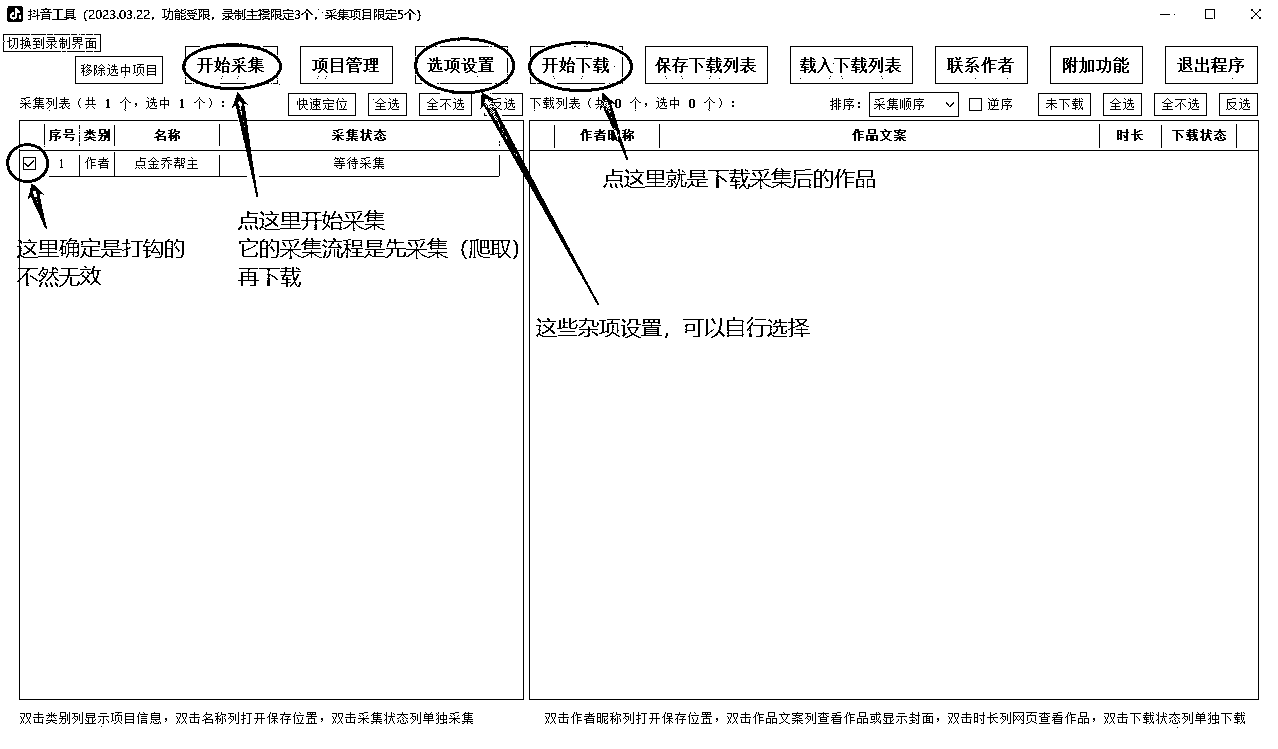 抖音工具（2023.03.22，功能受限，录制主播限定3个，采集项目限定5个）
切换到录制界面
移除选中项目
开始采集
项目管理
选项设置
开始下载
保存下载列表
载入下载列表
联系作者
附加功能
退出程序
采集列表（共 1 个，选中 1 个）：
快速定位
全选
全不选
反选
下载列表（共 0 个，选中 0 个）：
排序：
采集顺序
逆序
未下载
全选
全不选
反选
序号 类别 名称 采集状态
作者昵称 作品文案 时长 下载状态
1 作者 点金乔帮主 等待采集
点这里就是下载采集后的作品
点这里开始采集
它的采集流程是先采集（爬取）
再下载
这里确定是打钩的
不然无效
这些杂项设置，可以自行选择
双击类别列显示项目信息，双击名称列打开保存位置，双击采集状态列单独采集
双击作者昵称列打开保存位置，双击作品文案列查看作品或显示封面，双击时长列网页查看作品，双击下载状态列单独下载